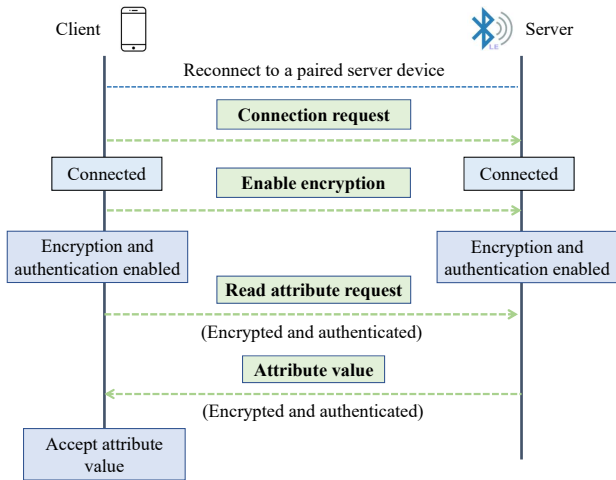 Client
LE
Server
Reconnect to a paired server device
Connection request
Connected
Connected
Enable encryption
Encryption and
authentication enabled
Encryption and
authentication enabled
Read attribute request
(Encrypted and authenticated)
Attribute value
(Encrypted and authenticated)
Accept attribute
value